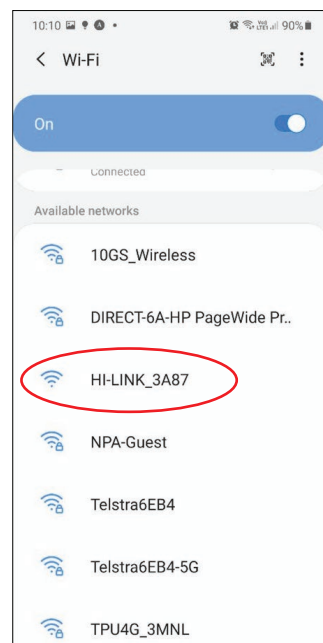 10:10
90%
Wi-Fi
On
Connected
Available networks
10GS_Wireless
DIRECT-6A-HP PageWide Pr..
HI-LINK_3A87
NPA-Guest
Telstra6EB4
Telstra6EB4-5G
TPU4G_3MNL